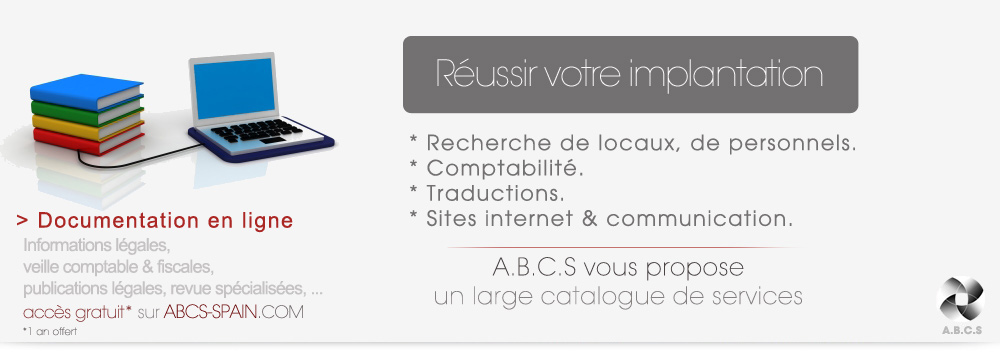 Réussir votre implantation
* Recherche de locaux, de personnels.
* Comptabilité.
* Traductions.
* Sites internet & communication.
A.B.C.S vous propose
un large catalogue de services
> Documentation en ligne
Informations légales,
veille comptable & fiscales,
publications légales, revue spécialisées, ...
accès gratuit* sur ABCS-SPAIN.COM
*1 an offert
A.B.C.S